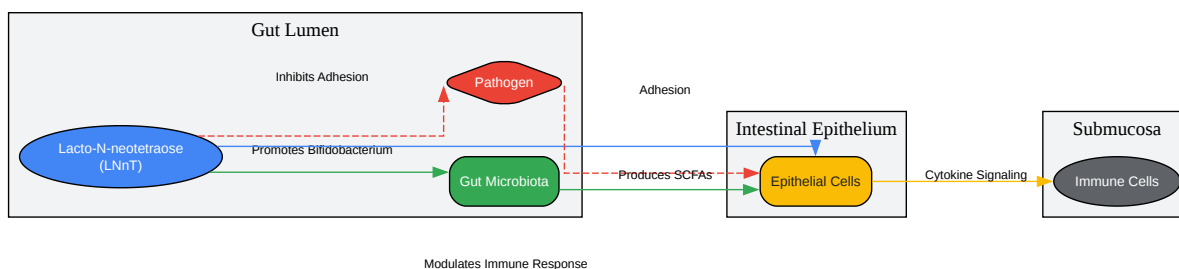 Gut Lumen
Inhibits Adhesion
Pathogen
Adhesion
Intestinal Epithelium
Submucosa
Lacto-N-neotetraose
(LNnT)
Promotes Bifidobacterium
Gut Microbiota
Produces SCFAs
Epithelial Cells
Cytokine Signaling
Immune Cells
Modulates Immune Response